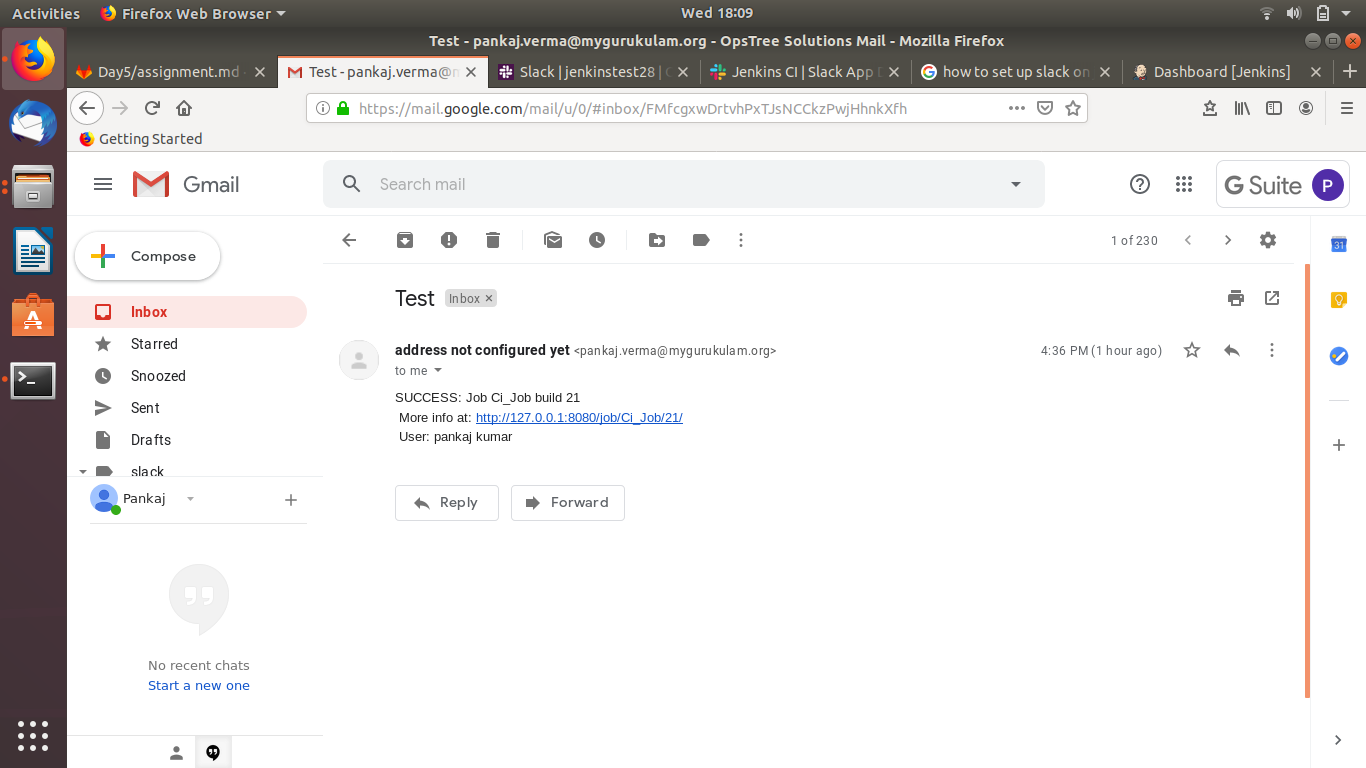 Activities
Firefox Web Browser
Wed 18:09
Test - pankaj.verma@mygurukulam.org - OpsTree Solutions Mail - Mozilla Firefox
Day5/assignment.md
Test - pankaj.verma@
Slack | jenkinstest28 |
Jenkins CI | Slack App
how to set up slack on
Dashboard [Jenkins]
https://mail.google.com/mail/u/0/#inbox/FMfcgxwDrtvhPxTJsNCCkzPwjHhnkXfh
Getting Started
Gmail
Search mail
G Suite
P
Compose
1 of 230
31
Inbox
Starred
Snoozed
Sent
Drafts
slack
Pankaj
No recent chats
Start a new one
Test
Inbox ×
address not configured yet <pankaj.verma@mygurukulam.org>
4:36 PM (1 hour ago)
to me
SUCCESS: Job Ci_Job build 21
More info at: http://127.0.0.1:8080/job/Ci_Job/21/
User: pankaj kumar
Reply
Forward